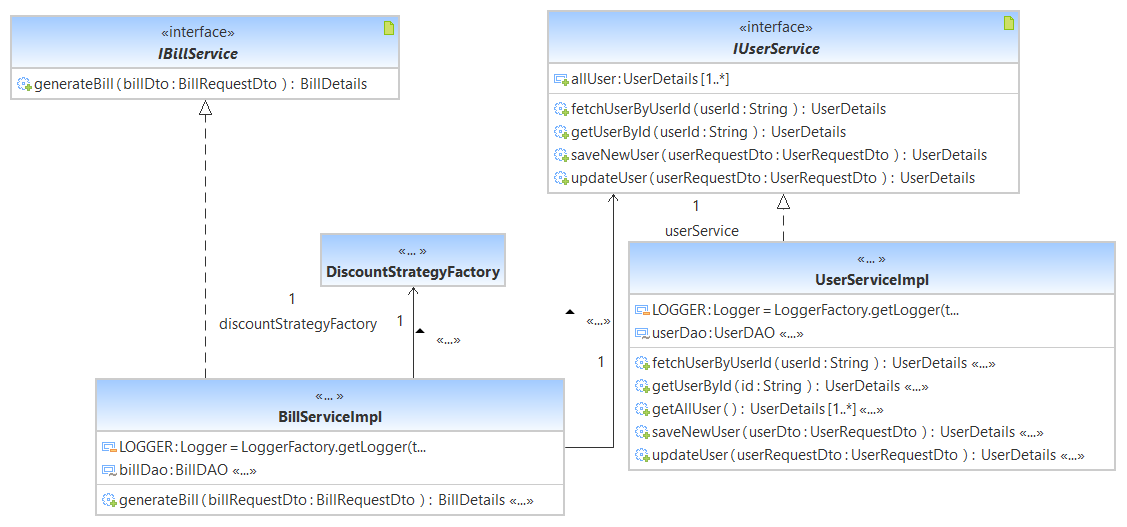 «interface»
IBillService
generateBill ( billDto : BillRequestDto ) : BillDetails
«interface»
IUserService
allUser : UserDetails [1..*]
fetchUserByUserId ( userId : String ) : UserDetails
getUserById ( userId : String ) : UserDetails
saveNewUser ( userRequestDto : UserRequestDto ) : UserDetails
updateUser ( userRequestDto : UserRequestDto ) : UserDetails
1
userService
«... »
DiscountStrategyFactory
1
discountStrategyFactory
1
«...»
«...»
1
«... »
UserServiceImpl
LOGGER : Logger = LoggerFactory.getLogger(t...
userDao : UserDAO «...»
fetchUserByUserId ( userId : String ) : UserDetails «...»
getUserById ( id : String ) : UserDetails «...»
getAllUser ( ) : UserDetails [1..*] «...»
saveNewUser ( userDto : UserRequestDto ) : UserDetails «...»
updateUser ( userRequestDto : UserRequestDto ) : UserDetails «...»
«... »
BillServiceImpl
LOGGER : Logger = LoggerFactory.getLogger(t...
billDao : BillDAO «...»
generateBill ( billRequestDto : BillRequestDto ) : BillDetails «...»